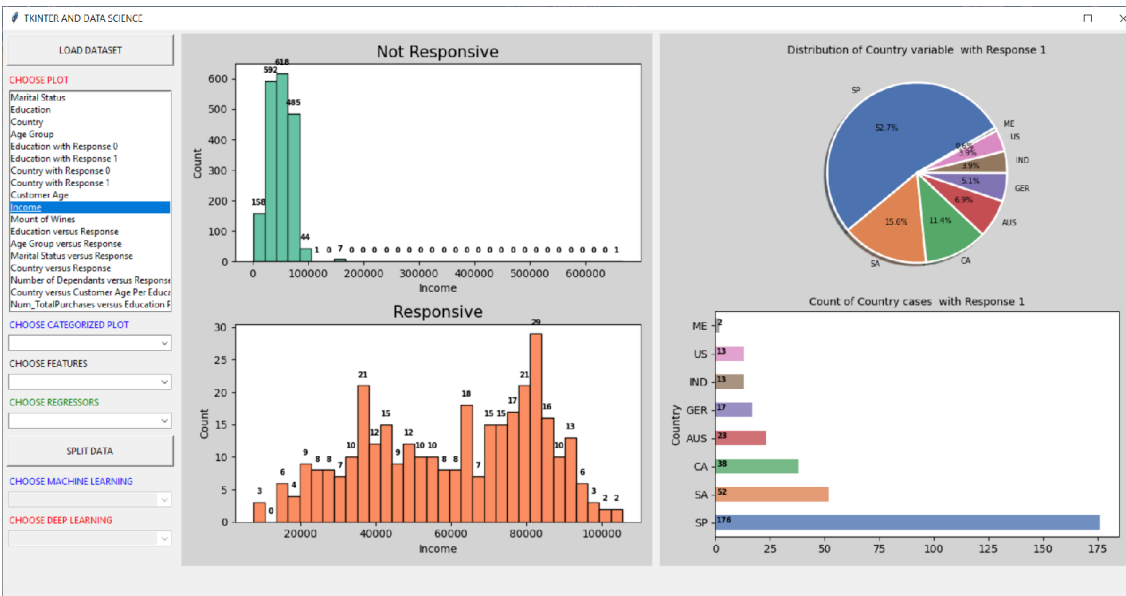 TKINTER AND DATA SCIENCE
LOAD DATASET
CHOOSE PLOT
Marital Status
Education
Country
Age Group
Education with Response 0
Education with Response 1
Country with Response 0
Country with Response 1
Customer Age
Income
Mount of Wines
Education versus Response
Age Group versus Response
Marital Status versus Response
Country versus Response
Number of Dependants versus Response
Country versus Customer Age Per Educa
Num_TotalPurchases versus Education F
CHOOSE CATEGORIZED PLOT
CHOOSE FEATURES
CHOOSE REGRESSORS
SPLIT DATA
CHOOSE MACHINE LEARNING
CHOOSE DEEP LEARNING
Not Responsive
Count
600
500
400
300
200
100
0
158
592
618
485
44
1 0 7 0 0 0 0 0 0 0 0 0 0 0 0 0 0 0 0 0 0 0 0 0 1
0 100000 200000 300000 400000 500000 600000
Income
Responsive
Count
30
25
20
15
10
5
0
3 0 6 4 9 8 8 7 10 21 12 15 9 12 10 10 8 8 18 7 15 15 17 21 29 16 10 13 6 3 2 2
20000 40000 60000 80000 100000
Income
Distribution of Country variable with Response 1
SP
52.7%
SA
15.6%
CA
11.4%
AUS
6.9%
GER
5.1%
IND
3.9%
US
3.9%
ME
0.6%
Count of Country cases with Response 1
Country
ME 2
US 13
IND 13
GER 17
AUS 23
CA 38
SA 52
SP 176
0 25 50 75 100 125 150 175